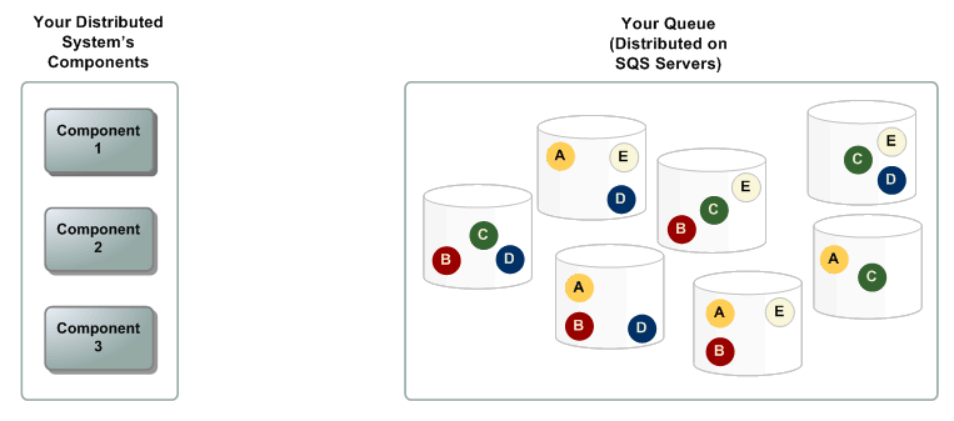 Your Distributed
System's
Components
Component
1
Component
2
Component
3
Your Queue
(Distributed on
SQS Servers)
C
B
D
A
E
D
E
C
B
E
C
D
A
B
D
A
E
B
A
C